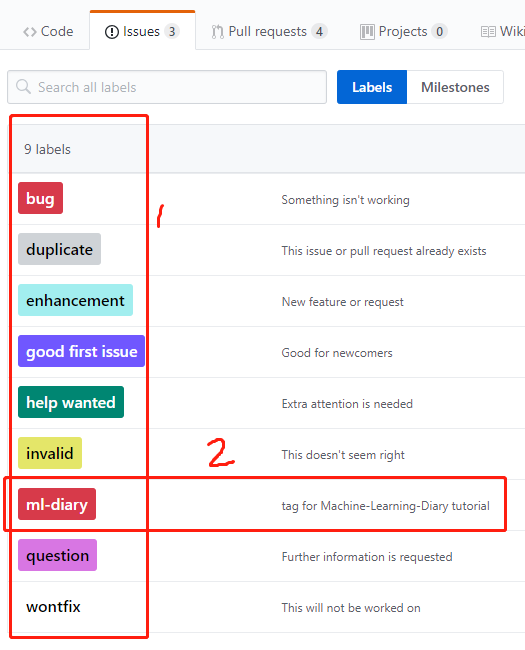 Code Issues 3 Pull requests 4 Projects 0 Wiki
Search all labels Labels Milestones
9 labels
bug Something isn't working
1
duplicate This issue or pull request already exists
enhancement New feature or request
good first issue Good for newcomers
help wanted Extra attention is needed
invalid This doesn't seem right
2
ml-diary tag for Machine-Learning-Diary tutorial
question Further information is requested
wontfix This will not be worked on